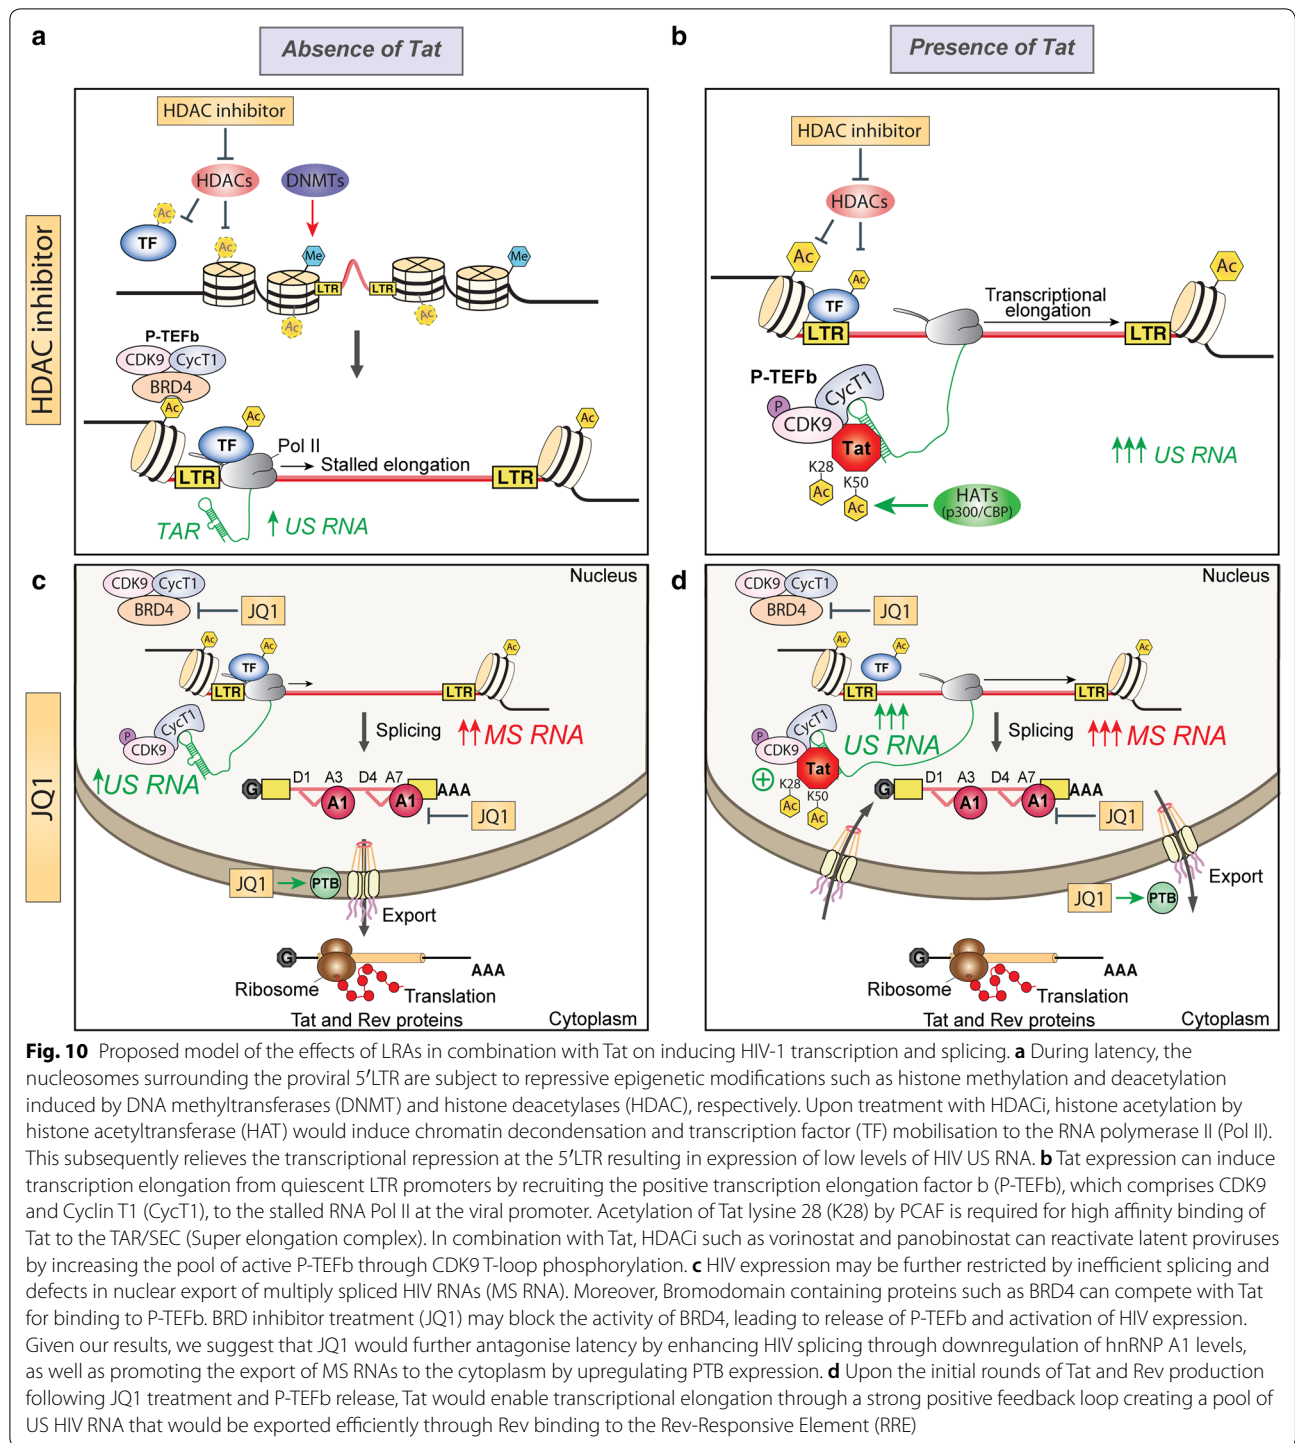 a
Absence of Tat
b
Presence of Tat
HDAC inhibitor
HDAC inhibitor
HDACs
DNMTs
Ac
TF
Ac
Me
Me
LTR
LTR
Ac
P-TEFb
CDK9
CycT1
BRD4
Ac
TF
Ac
Pol II
Ac
LTR
Stalled elongation
LTR
TAR
US RNA
HDAC inhibitor
HDACs
Ac
Ac
TF
Ac
LTR
Transcriptional
elongation
LTR
P-TEFb
CycT1
P
CDK9
Tat
K28
K50
Ac
Ac
HATs
(p300/CBP)
US RNA
JQ1
c
Nucleus
CDK9
CycT1
BRD4
JQ1
Ac
Ac
TF
Ac
LTR
LTR
P
CycT1
CDK9
Splicing
MS RNA
US RNA
D1
A3
D4
A7
G
A1
A1
AAA
JQ1
JQ1
PTB
Export
G
AAA
Ribosome
Translation
Tat and Rev proteins
Cytoplasm
d
Nucleus
CDK9
CycT1
BRD4
JQ1
Ac
Ac
TF
Ac
LTR
LTR
P
CycT1
CDK9
US RNA
Splicing
MS RNA
Tat
+
K28
K50
Ac
Ac
D1
A3
D4
A7
G
A1
A1
AAA
JQ1
Export
JQ1
PTB
G
AAA
Ribosome
Translation
Tat and Rev proteins
Cytoplasm
Fig. 10 Proposed model of the effects of LRAs in combination with Tat on inducing HIV-1 transcription and splicing. a During latency, the
nucleosomes surrounding the proviral 5′LTR are subject to repressive epigenetic modifications such as histone methylation and deacetylation
induced by DNA methyltransferases (DNMT) and histone deacetylases (HDAC), respectively. Upon treatment with HDACi, histone acetylation by
histone acetyltransferase (HAT) would induce chromatin decondensation and transcription factor (TF) mobilisation to the RNA polymerase II (Pol II).
This subsequently relieves the transcriptional repression at the 5′LTR resulting in expression of low levels of HIV US RNA. b Tat expression can induce
transcription elongation from quiescent LTR promoters by recruiting the positive transcription elongation factor b (P-TEFb), which comprises CDK9
and Cyclin T1 (CycT1), to the stalled RNA Pol II at the viral promoter. Acetylation of Tat lysine 28 (K28) by PCAF is required for high affinity binding of
Tat to the TAR/SEC (Super elongation complex). In combination with Tat, HDACi such as vorinostat and panobinostat can reactivate latent proviruses
by increasing the pool of active P-TEFb through CDK9 T-loop phosphorylation. c HIV expression may be further restricted by inefficient splicing and
defects in nuclear export of multiply spliced HIV RNAs (MS RNA). Moreover, Bromodomain containing proteins such as BRD4 can compete with Tat
for binding to P-TEFb. BRD inhibitor treatment (JQ1) may block the activity of BRD4, leading to release of P-TEFb and activation of HIV expression.
Given our results, we suggest that JQ1 would further antagonise latency by enhancing HIV splicing through downregulation of hnRNP A1 levels,
as well as promoting the export of MS RNAs to the cytoplasm by upregulating PTB expression. d Upon the initial rounds of Tat and Rev production
following JQ1 treatment and P-TEFb release, Tat would enable transcriptional elongation through a strong positive feedback loop creating a pool of
US HIV RNA that would be exported efficiently through Rev binding to the Rev-Responsive Element (RRE)